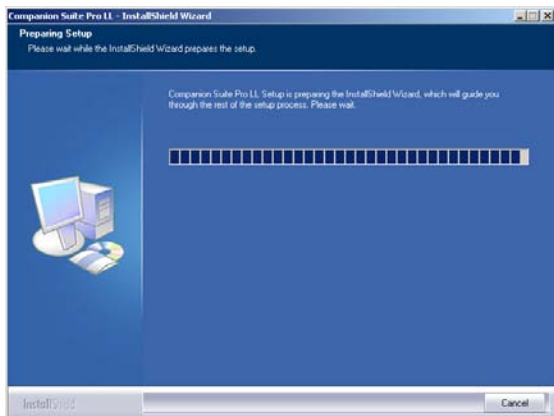 Companion Suite Pro LL - InstallShield Wizard
Preparing Setup
Please wait while the InstallShield Wizard prepares the setup.
Companion Suite Pro LL Setup is preparing the InstallShield Wizard, which will guide you
through the rest of the setup process. Please wait.
InstallShield
Cancel